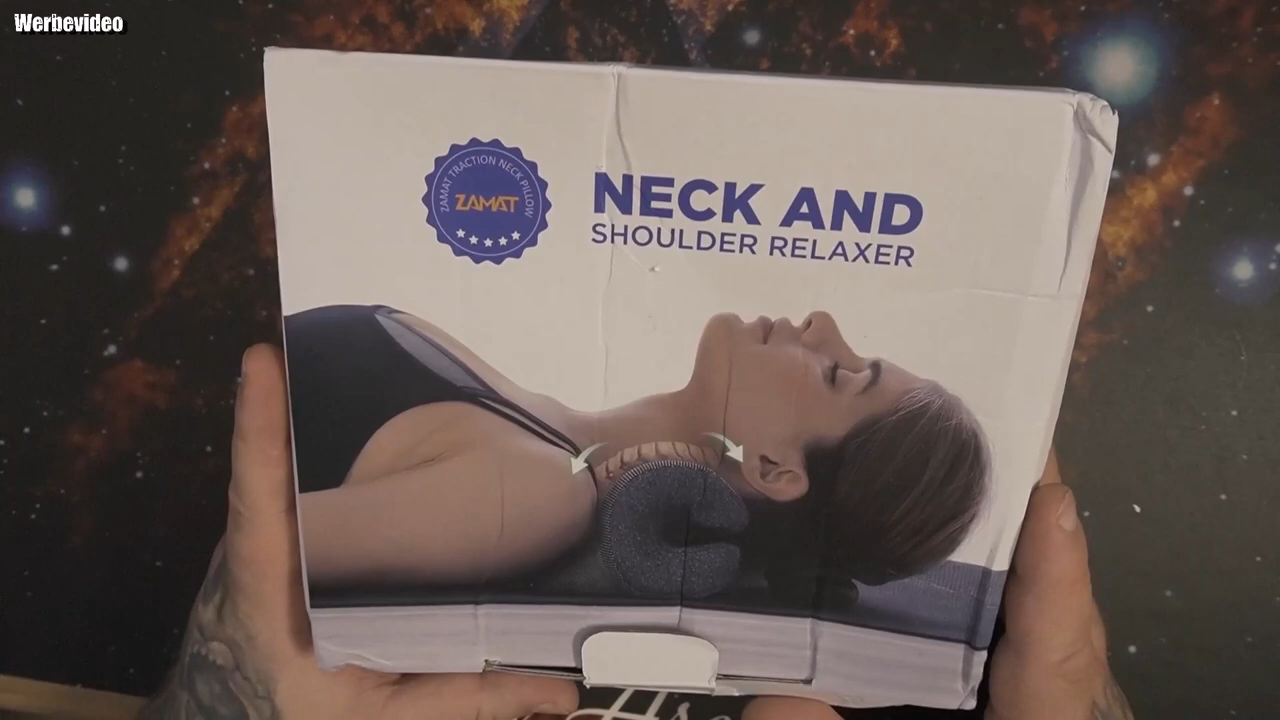 Werbevideo
ZAMAT TRACTION NECK PILLOW
ZAMAT
NECK AND
SHOULDER RELAXER